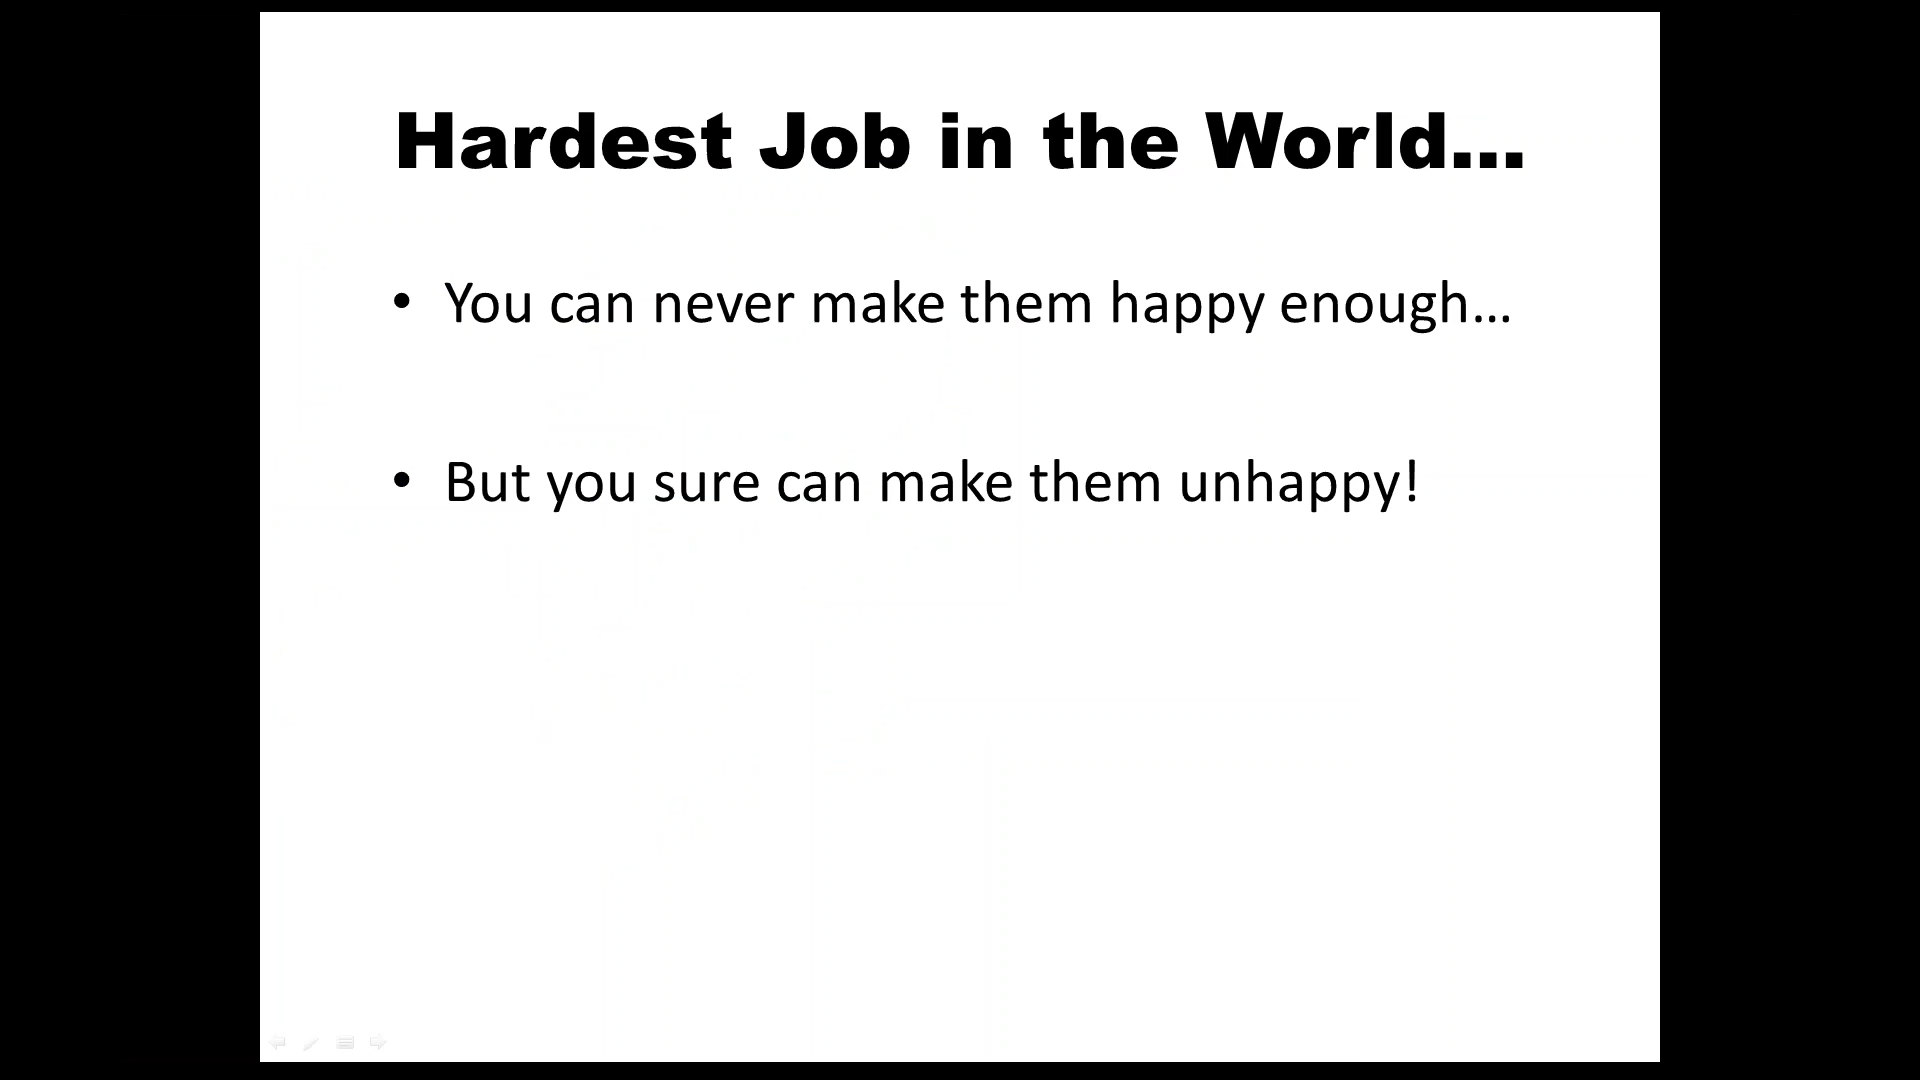 Hardest Job in the World...
• You can never make them happy enough...
• But you sure can make them unhappy!